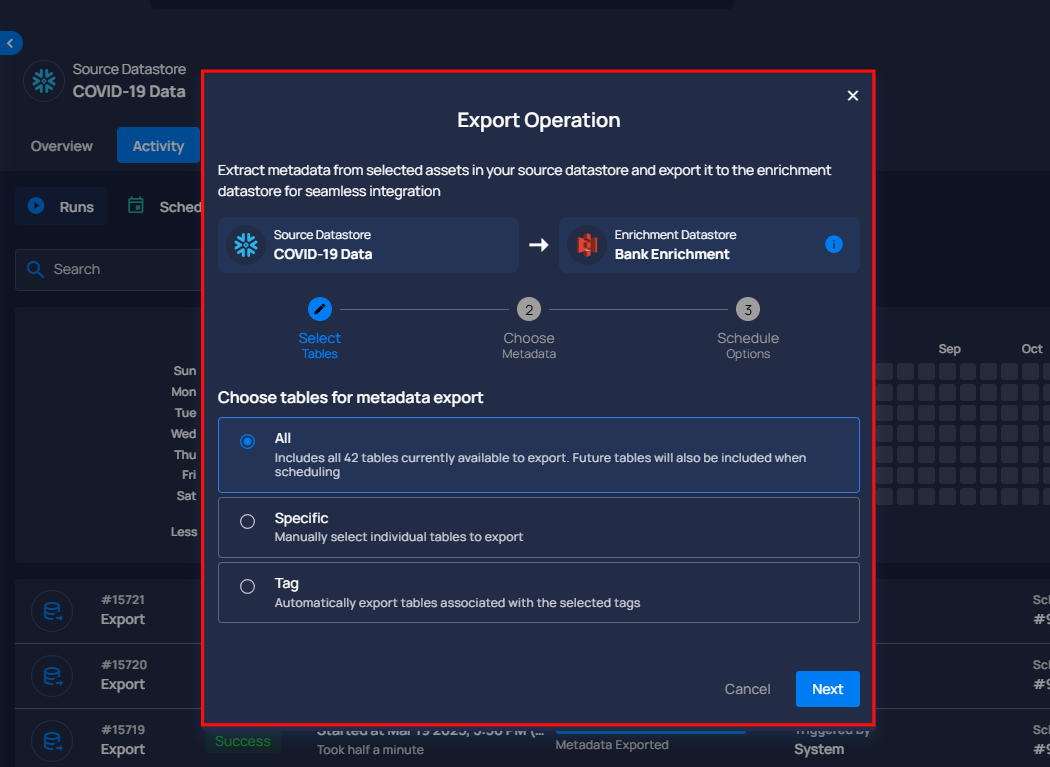 Source Datastore
COVID-19 Data
Overview
Activity
Runs
Sched
Search
Sep
Oct
Sun
Mon
Tue
Wed
Thu
Fri
Sat
Less
Export Operation
Extract metadata from selected assets in your source datastore and export it to the enrichment
datastore for seamless integration
Source Datastore
COVID-19 Data
Enrichment Datastore
Bank Enrichment
2
3
Select
Tables
Choose
Metadata
Schedule
Options
Choose tables for metadata export
All
Includes all 42 tables currently available to export. Future tables will also be included when
scheduling
Specific
Manually select individual tables to export
Tag
Automatically export tables associated with the selected tags
Cancel
Next
#15721
Export
Sc
#9
#15720
Export
Sc
#9
#15719
Export
Success
Started at Mar 19 2025, 5:30 PM (...
Took half a minute
Metadata Exported
Triggered By
System
Sc
#9